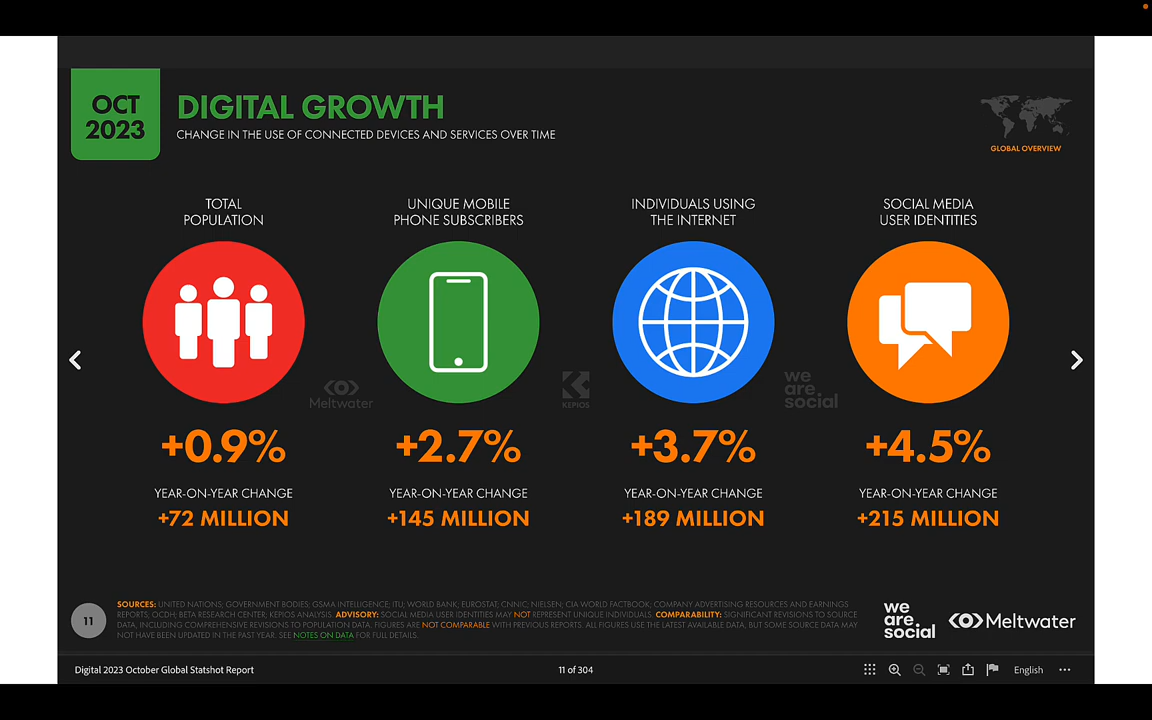 OCT
2023
DIGITAL GROWTH
CHANGE IN THE USE OF CONNECTED DEVICES AND SERVICES OVER TIME
GLOBAL OVERVIEW
TOTAL
POPULATION
UNIQUE MOBILE
PHONE SUBSCRIBERS
INDIVIDUALS USING
THE INTERNET
SOCIAL MEDIA
USER IDENTITIES
Meltwater
KEPIOS
we
are
social
+0.9%
YEAR-ON-YEAR CHANGE
+72 MILLION
+2.7%
YEAR-ON-YEAR CHANGE
+145 MILLION
+3.7%
YEAR-ON-YEAR CHANGE
+189 MILLION
+4.5%
YEAR-ON-YEAR CHANGE
+215 MILLION
11
SOURCES: UNITED NATIONS; GOVERNMENT BODIES; GSMA INTELLIGENCE; ITU; WORLD BANK; EUROSTAT; CNNIC; NIELSEN; CIA WORLD FACTBOOK; COMPANY ADVERTISING RESOURCES AND EARNINGS
REPORTS; OCDH; BETA RESEARCH CENTER; KEPIOS ANALYSIS. ADVISORY: SOCIAL MEDIA USER IDENTITIES MAY NOT REPRESENT UNIQUE INDIVIDUALS. COMPARABILITY: SIGNIFICANT REVISIONS TO SOURCE
DATA, INCLUDING COMPREHENSIVE REVISIONS TO POPULATION DATA. FIGURES ARE NOT COMPARABLE WITH PREVIOUS REPORTS. ALL FIGURES USE THE LATEST AVAILABLE DATA, BUT SOME SOURCE DATA MAY
NOT HAVE BEEN UPDATED IN THE PAST YEAR. SEE NOTES ON DATA FOR FULL DETAILS.
we
are
social
Meltwater
Digital 2023 October Global Statshot Report
11 of 304
English